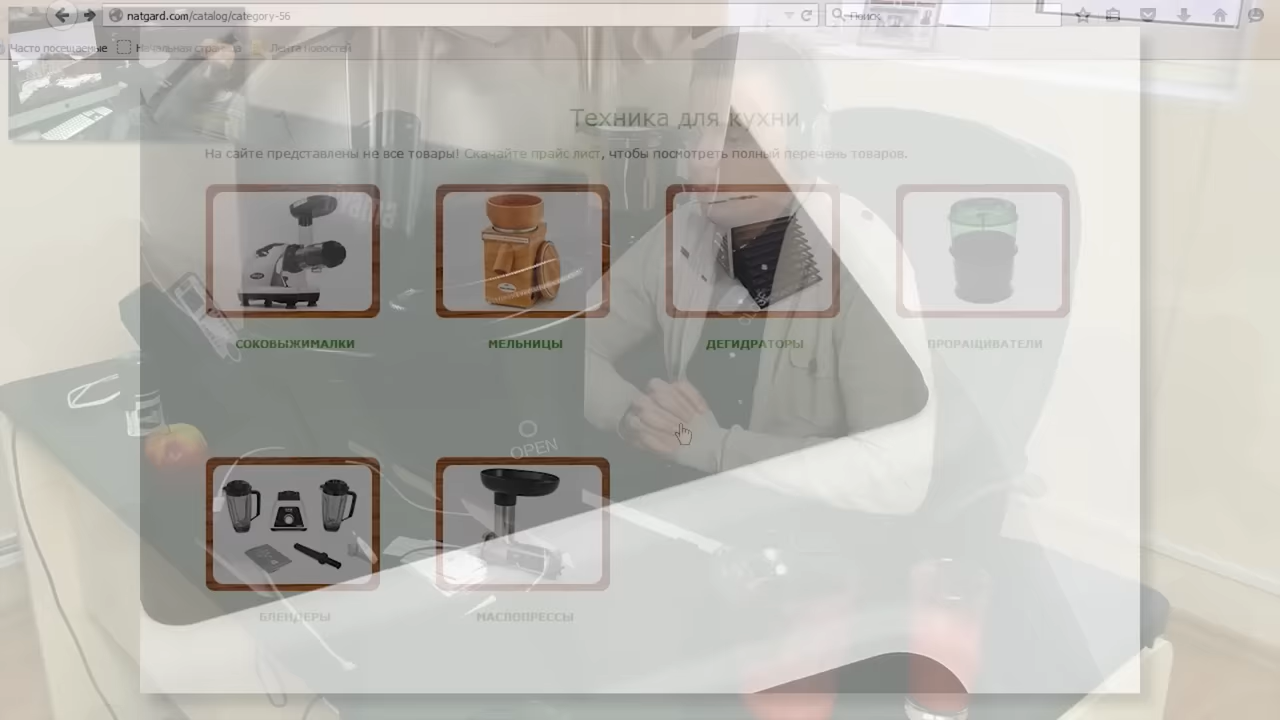 natgard.com/catalog/category-56
Поиск
Часто посещаемые
Начальная страница
Лента новостей
Техника для кухни
На сайте представлены не все товары! Скачайте прайс лист, чтобы посмотреть полный перечень товаров.
СОКОВЫЖИМАЛКИ
МЕЛЬНИЦЫ
ДЕГИДРАТОРЫ
ПРОРАЩИВАТЕЛИ
OPEN
БЛЕНДЕРЫ
МАСЛОПРЕССЫ